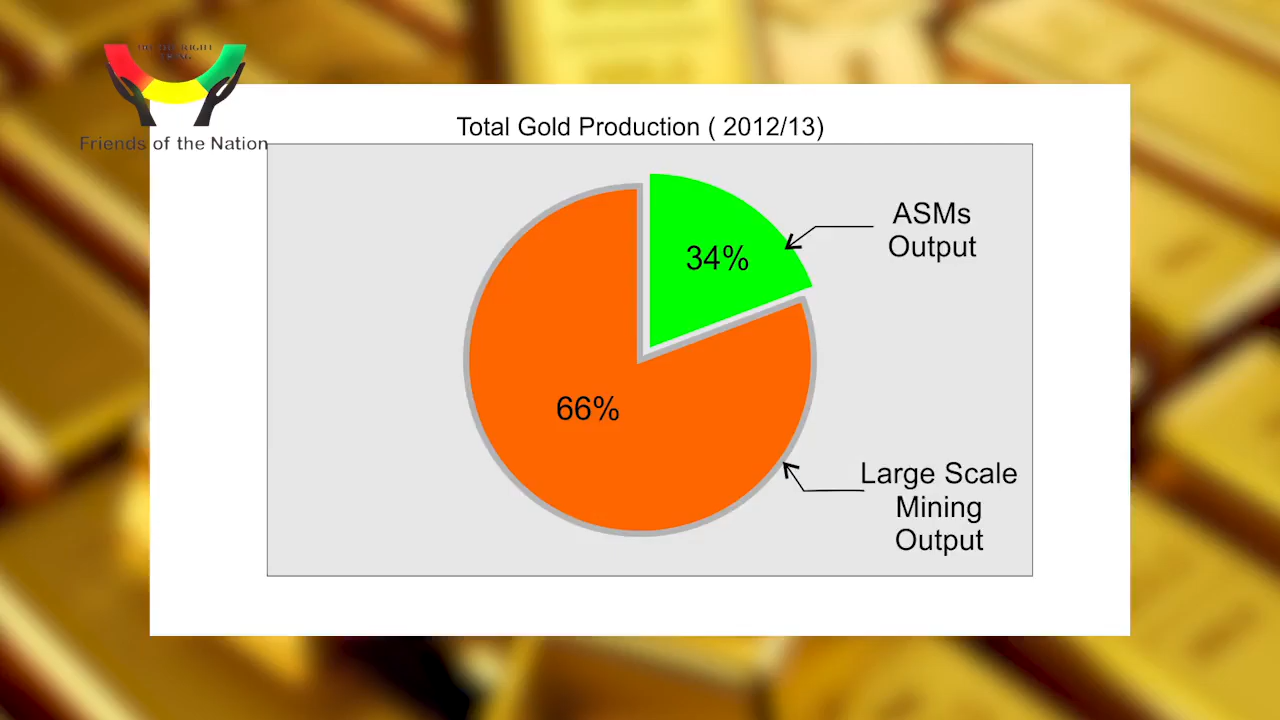 Friends of the Nation
Total Gold Production ( 2012/13)
34%
ASMs
Output
66%
Large Scale
Mining
Output